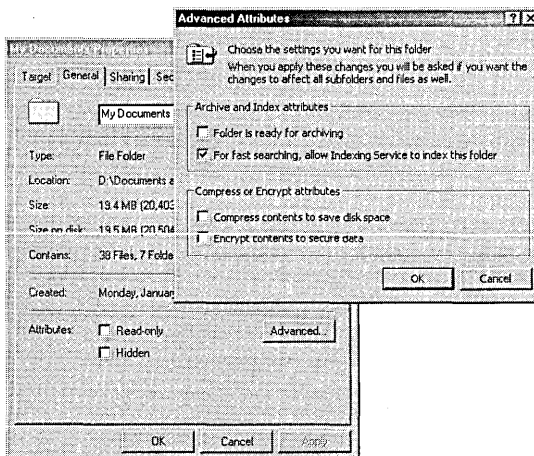 Advanced Attributes
Choose the settings you want for this folder
When you apply these changes you will be asked if you want the
changes to affect all subfolders and files as well.
Archive and Index attributes
Folder is ready for archiving
For fast searching, allow Indexing Service to index this folder
Compress or Encrypt attributes
Compress contents to save disk space
Encrypt contents to secure data
OK Cancel
My Documents Properties
Target General Sharing Sec
My Documents
Type: File Folder
Location: D:\Documents a
Size: 19.4 MB (20,403
Size on disk: 19.5 MB (20,504
Contains: 38 Files, 7 Folde
Created: Monday, Januar
Attributes: Read-only Advanced...
Hidden
OK Cancel Apply